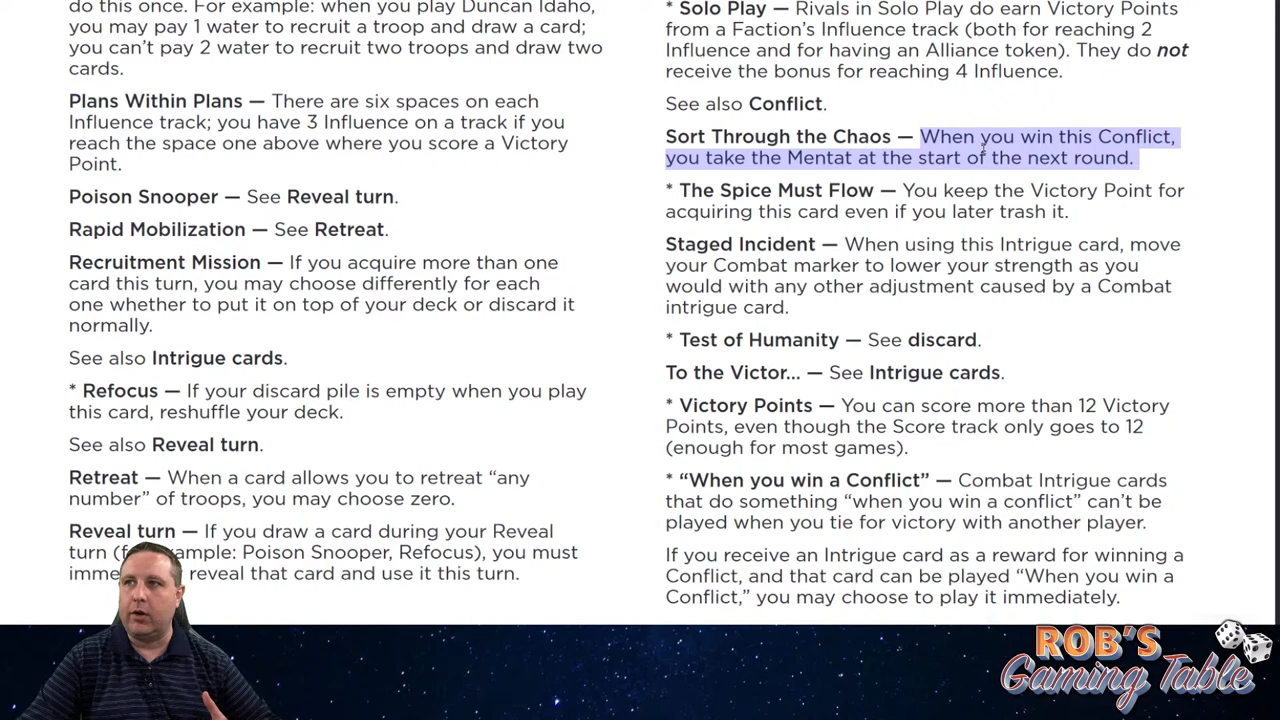 do this once. For example: when you play Duncan Idaho,
you may pay 1 water to recruit a troop and draw a card;
you can't pay 2 water to recruit two troops and draw two
cards.
Plans Within Plans — There are six spaces on each
Influence track; you have 3 Influence on a track if you
reach the space one above where you score a Victory
Point.
Poison Snooper — See Reveal turn.
Rapid Mobilization — See Retreat.
Recruitment Mission — If you acquire more than one
card this turn, you may choose differently for each
one whether to put it on top of your deck or discard it
normally.
See also Intrigue cards.
* Refocus — If your discard pile is empty when you play
this card, reshuffle your deck.
See also Reveal turn.
Retreat — When a card allows you to retreat “any
number” of troops, you may choose zero.
Reveal turn — If you draw a card during your Reveal
turn example: Poison Snooper, Refocus), you must
reveal that card and use it this turn.
* Solo Play — Rivals in Solo Play do earn Victory Points
from a Faction's Influence track (both for reaching 2
Influence and for having an Alliance token). They do not
receive the bonus for reaching 4 Influence.
See also Conflict.
Sort Through the Chaos — When you win this Conflict,
you take the Mentat at the start of the next round.
* The Spice Must Flow — You keep the Victory Point for
acquiring this card even if you later trash it.
Staged Incident — When using this Intrigue card, move
your Combat marker to lower your strength as you
would with any other adjustment caused by a Combat
intrigue card.
* Test of Humanity — See discard.
To the Victor... — See Intrigue cards.
* Victory Points — You can score more than 12 Victory
Points, even though the Score track only goes to 12
(enough for most games).
* “When you win a Conflict” — Combat Intrigue cards
that do something “when you win a conflict” can't be
played when you tie for victory with another player.
If you receive an Intrigue card as a reward for winning a
Conflict, and that card can be played “When you win a
Conflict,” you may choose to play it immediately.
ROB'S
Gaming Table